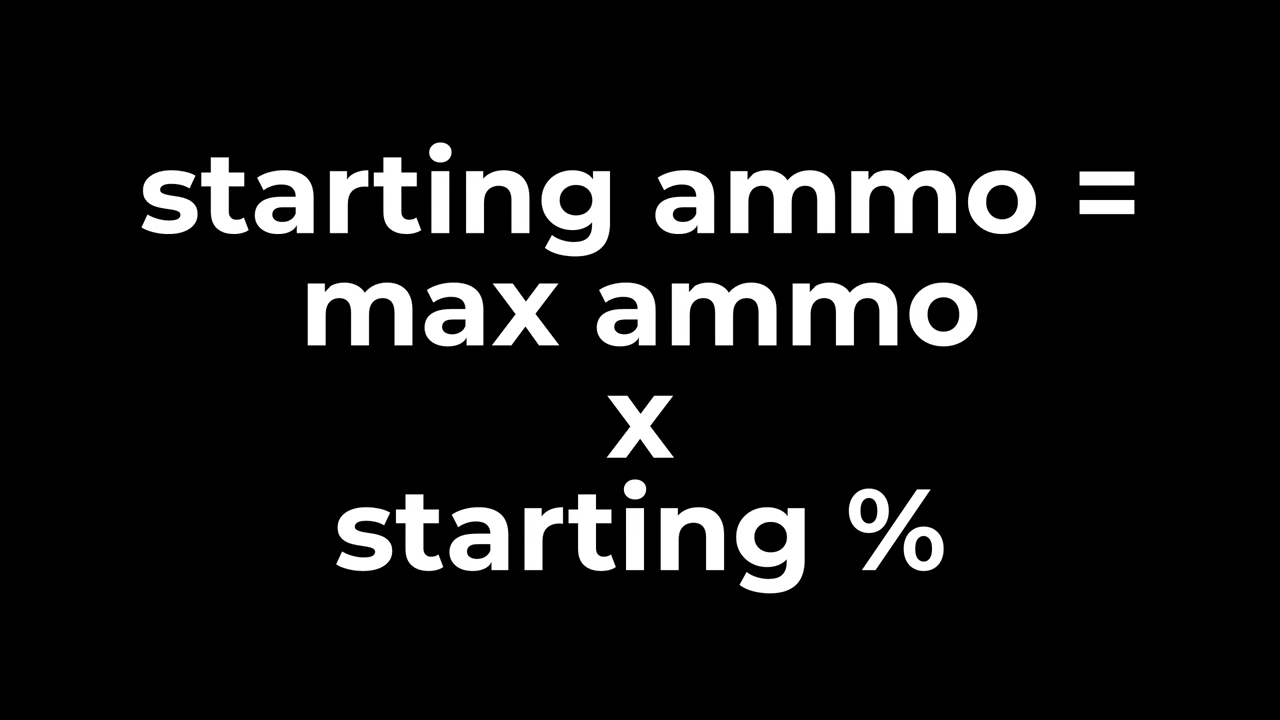 starting ammo =
max ammo
x
starting %